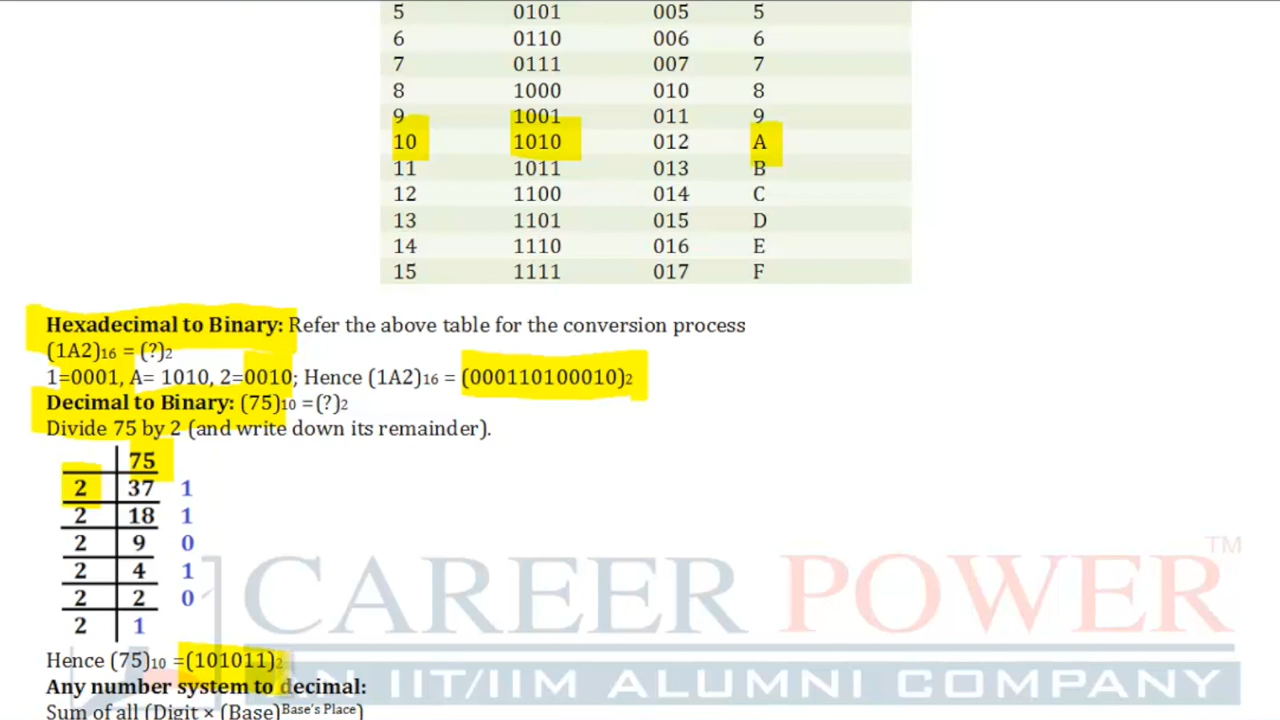 5 0101 005 5
6 0110 006 6
7 0111 007 7
8 1000 010 8
9 1001 011 9
10 1010 012 A
11 1011 013 B
12 1100 014 C
13 1101 015 D
14 1110 016 E
15 1111 017 F
Hexadecimal to Binary: Refer the above table for the conversion process
(1A2)16 = (?)2
1=0001, A= 1010, 2=0010; Hence (1A2)16 = (000110100010)2
Decimal to Binary: (75)10 =(?)2
Divide 75 by 2 (and write down its remainder).
75
2 37 1
2 18 1
2 9 0
2 4 1
2 2 0
2 1
Hence (75)10 =(101011)2
Any number system to decimal:
Sum of all (Digit × (Base)Base's Place)
CAREER POWER TM
AN IIT/IIM ALUMNI COMPANY